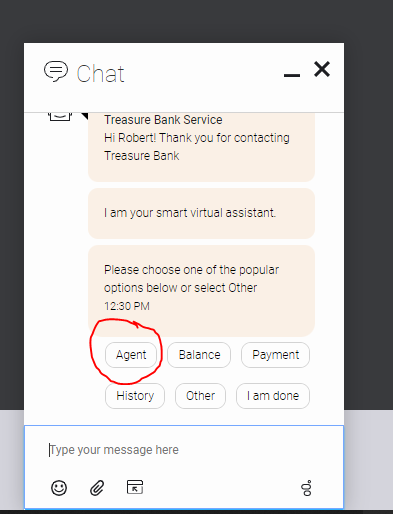 Chat
Treasure Bank Service
Hi Robert! Thank you for contacting
Treasure Bank
I am your smart virtual assistant.
Please choose one of the popular
options below or select Other
12:30 PM
Agent Balance Payment
History Other I am done
Type your message here